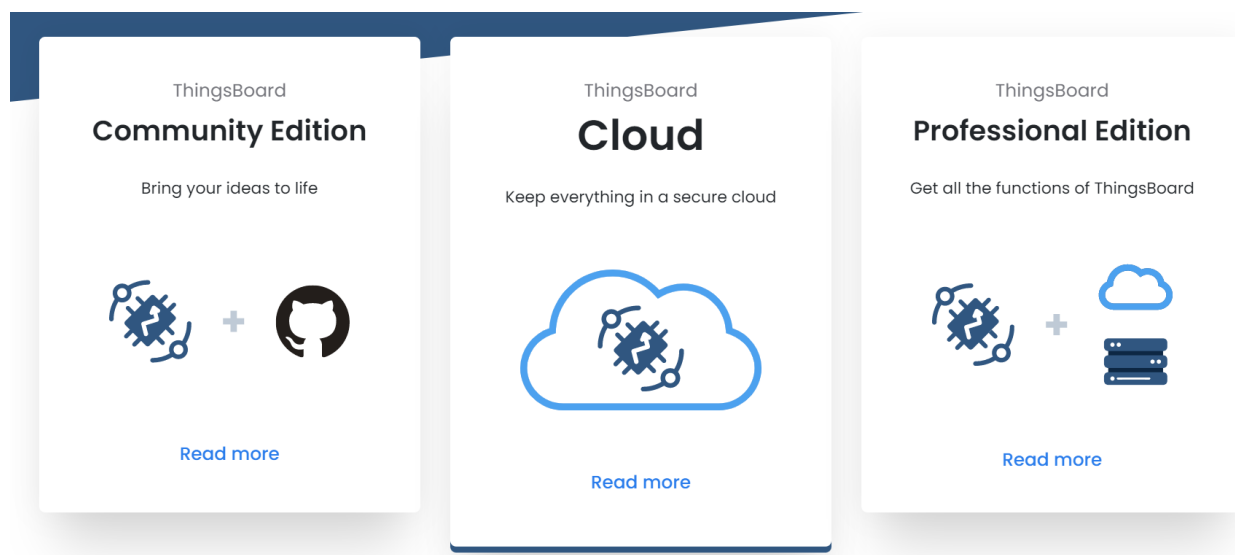 ThingsBoard
Community Edition
Bring your ideas to life
Read more
ThingsBoard
Cloud
Keep everything in a secure cloud
Read more
ThingsBoard
Professional Edition
Get all the functions of ThingsBoard
Read more